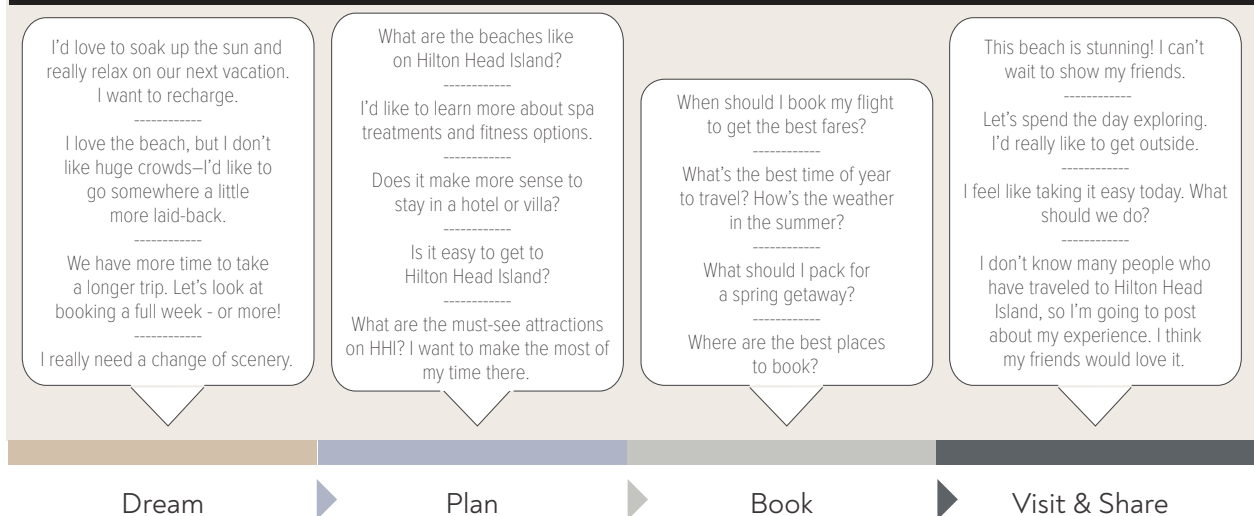 I'd love to soak up the sun and
really relax on our next vacation.
I want to recharge.
------------
I love the beach, but I don't
like huge crowds–I'd like to
go somewhere a little
more laid-back.
------------
We have more time to take
a longer trip. Let's look at
booking a full week - or more!
------------
I really need a change of scenery.
What are the beaches like
on Hilton Head Island?
------------
I'd like to learn more about spa
treatments and fitness options.
------------
Does it make more sense to
stay in a hotel or villa?
------------
Is it easy to get to
Hilton Head Island?
------------
What are the must-see attractions
on HHI? I want to make the most of
my time there.
When should I book my flight
to get the best fares?
------------
What's the best time of year
to travel? How's the weather
in the summer?
------------
What should I pack for
a spring getaway?
------------
Where are the best places
to book?
This beach is stunning! I can't
wait to show my friends.
------------
Let's spend the day exploring.
I'd really like to get outside.
------------
I feel like taking it easy today. What
should we do?
------------
I don't know many people who
have traveled to Hilton Head
Island, so I'm going to post
about my experience. I think
my friends would love it.
Dream
Plan
Book
Visit & Share